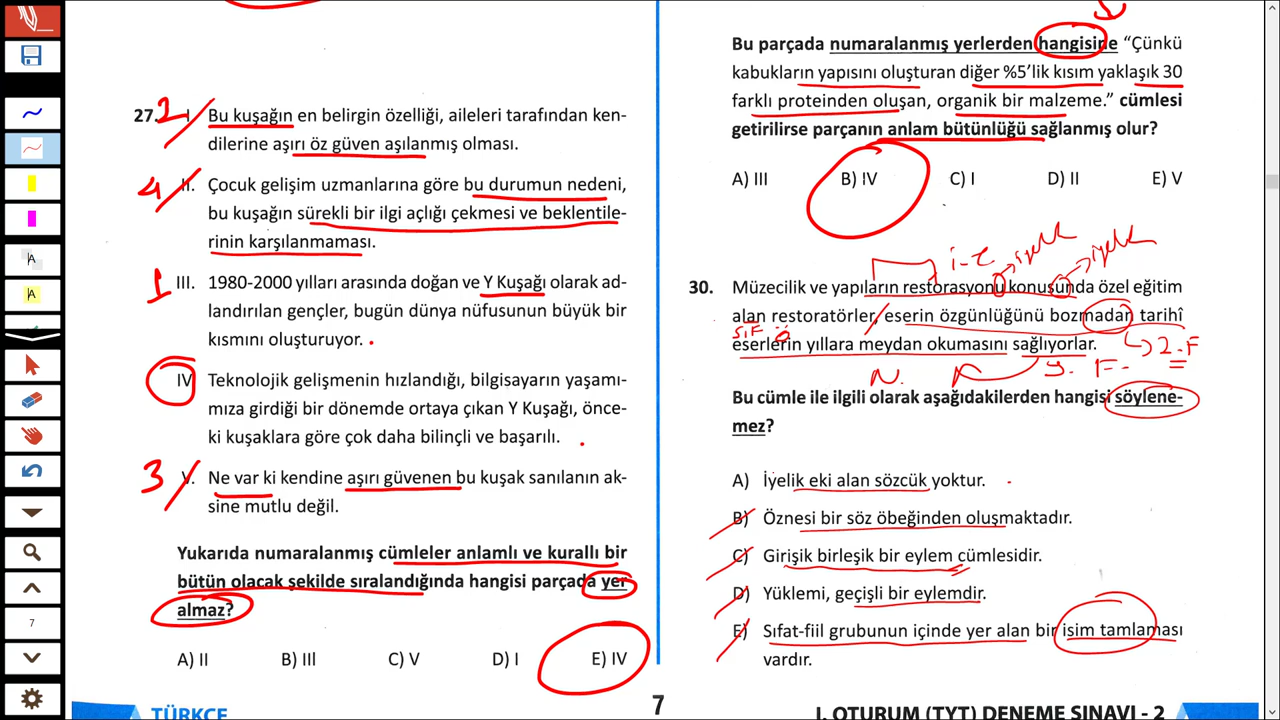 27.
2
I. Bu kuşağın en belirgin özelliği, aileleri tarafından ken-
dilerine aşırı öz güven aşılanmış olması.
4
II. Çocuk gelişim uzmanlarına göre bu durumun nedeni,
bu kuşağın sürekli bir ilgi açlığı çekmesi ve beklentile-
rinin karşılanmaması.
1
III. 1980-2000 yılları arasında doğan ve Y Kuşağı olarak ad-
landırılan gençler, bugün dünya nüfusunun büyük bir
kısmını oluşturuyor.
IV. Teknolojik gelişmenin hızlandığı, bilgisayarın yaşamı-
mıza girdiği bir dönemde ortaya çıkan Y Kuşağı, önce-
ki kuşaklara göre çok daha bilinçli ve başarılı.
3
V. Ne var ki kendine aşırı güvenen bu kuşak sanılanın ak-
sine mutlu değil.
Yukarıda numaralanmış cümleler anlamlı ve kurallı bir
bütün olacak şekilde sıralandığında hangisi parçada yer
almaz?
A) II B) III C) V D) I E) IV
Bu parçada numaralanmış yerlerden hangisine “Çünkü
kabukların yapısını oluşturan diğer %5’lik kısım yaklaşık 30
farklı proteinden oluşan, organik bir malzeme.” cümlesi
getirilirse parçanın anlam bütünlüğü sağlanmış olur?
A) III B) IV C) I D) II E) V
i-t iyelik iyelik
30. Müzecilik ve yapıların restorasyonu konusunda özel eğitim
alan restoratörler, eserin özgünlüğünü bozmadan tarihî
S.F Ö
eserlerin yıllara meydan okumasını sağlıyorlar.
2.F
N. Y. F.
Bu cümle ile ilgili olarak aşağıdakilerden hangisi söylene-
mez?
A) İyelik eki alan sözcük yoktur.
B) Öznesi bir söz öbeğinden oluşmaktadır.
C) Girişik birleşik bir eylem cümlesidir.
D) Yüklemi, geçişli bir eylemdir.
E) Sıfat-fiil grubunun içinde yer alan bir isim tamlaması
vardır.
7
A
A
7
TÜRKÇE
I. OTURUM (TYT) DENEME SINAVI - 2